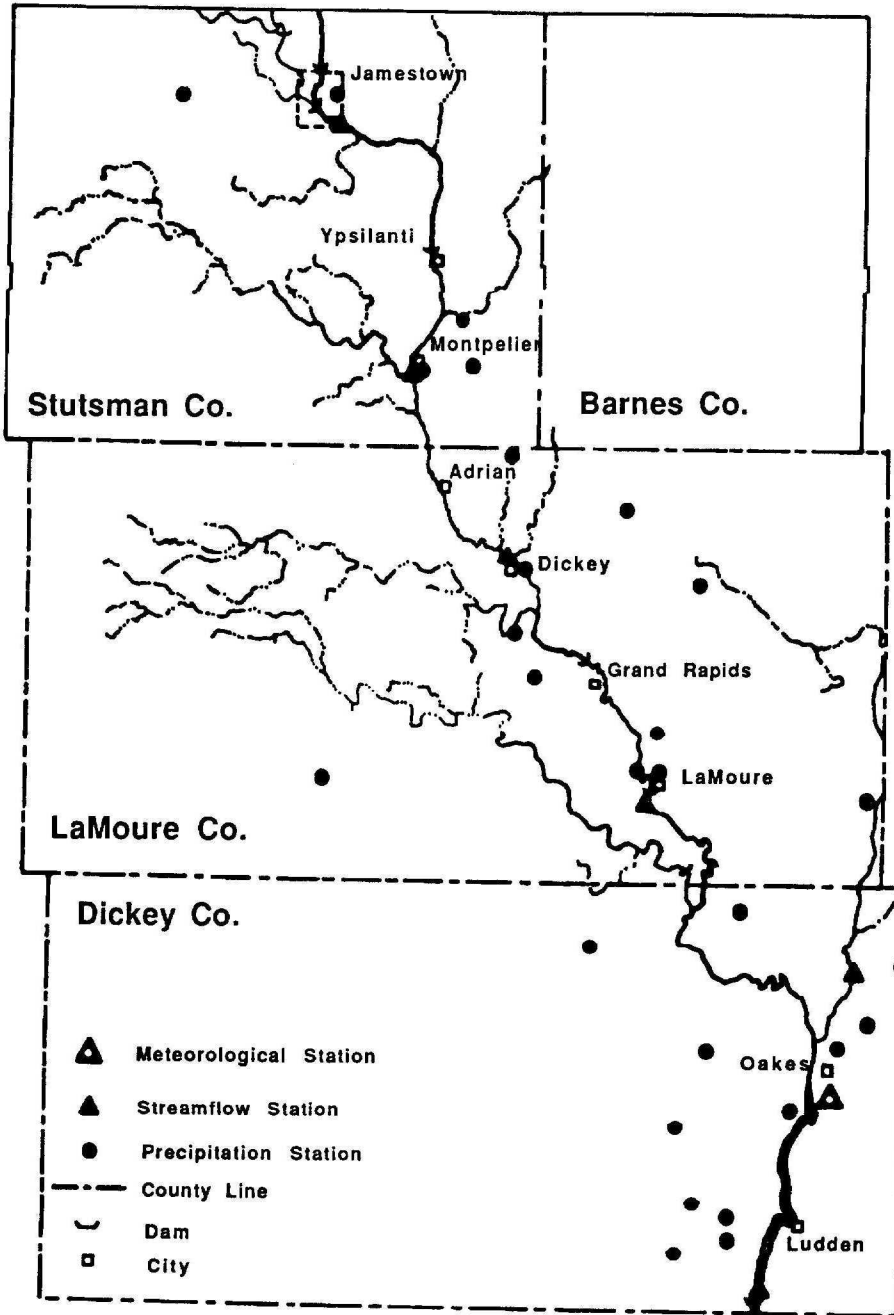 Jamestown
Ypsilanti
Montpelier
Stutsman Co.
Barnes Co.
Adrian
Dickey
Grand Rapids
LaMoure
LaMoure Co.
Dickey Co.
Meteorological Station
Oakes
Streamflow Station
Precipitation Station
County Line
Dam
Ludden
City